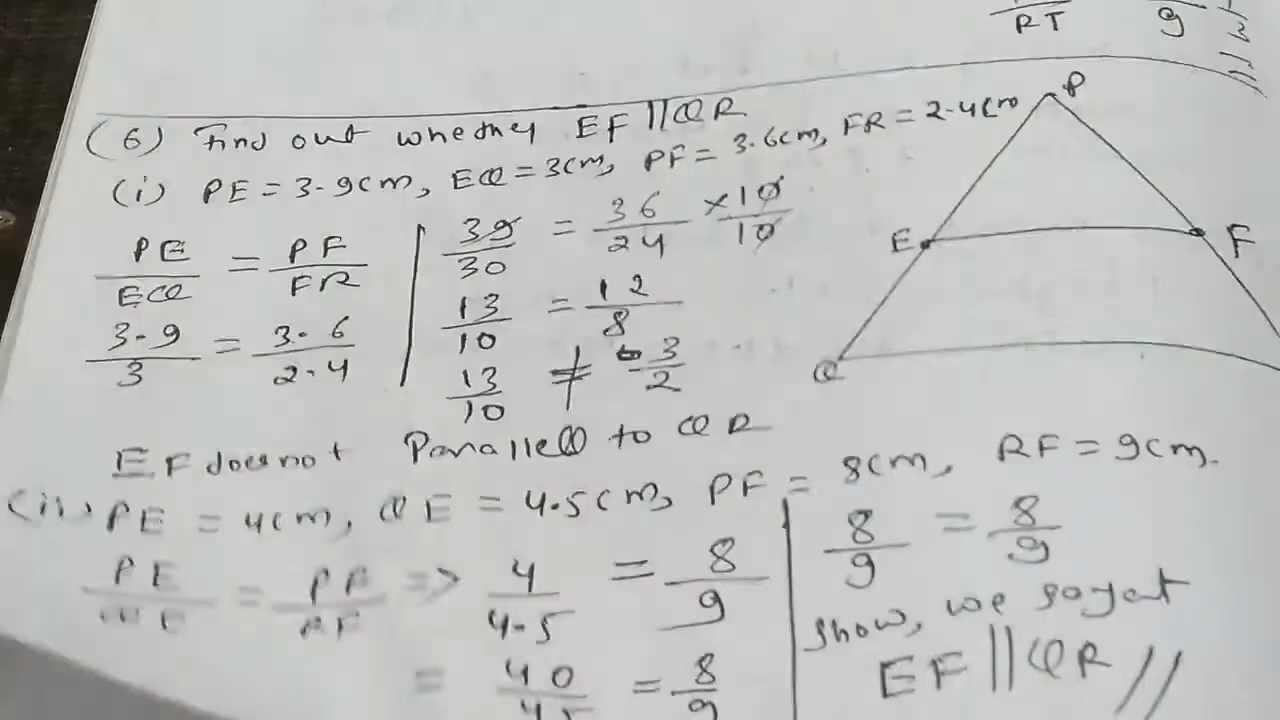 RT 9
(6) Find out whether EF||QR
(i) PE = 3.9cm, EQ = 3cm, PF = 3.6cm, FR = 2.4cm
PE/EQ = PF/FR
3.9/3 = 3.6/2.4
39/30 = 36/24 × 10/10
13/10 = 12/8
13/10 ≠ 3/2
P
E
F
Q
EF does not Parallell to QR
(ii) PE = 4cm, QE = 4.5cm, PF = 8cm, RF = 9cm.
PE/QE = PF/RF => 4/4.5 = 8/9
= 40/45 = 8/9
8/9 = 8/9
show, we
EF||QR //